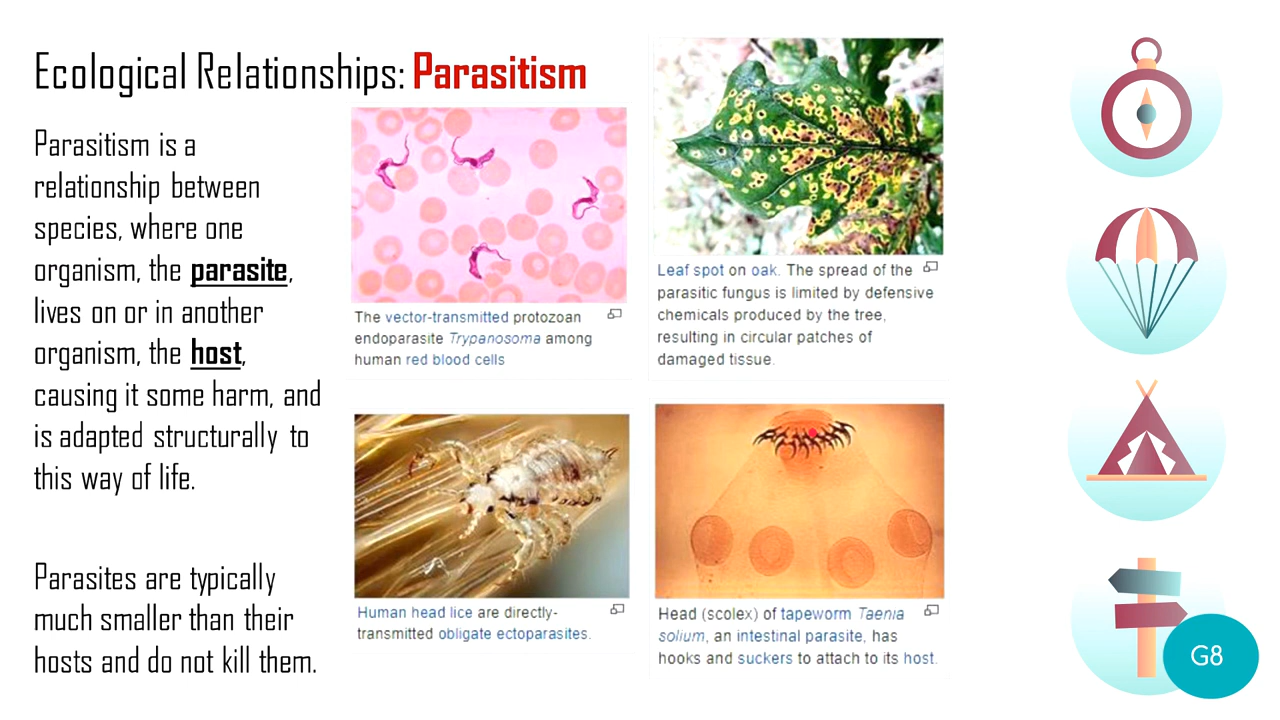 Ecological Relationships: Parasitism
Parasitism is a
relationship between
species, where one
organism, the parasite,
lives on or in another
organism, the host,
causing it some harm, and
is adapted structurally to
this way of life.
Parasites are typically
much smaller than their
hosts and do not kill them.
The vector-transmitted protozoan
endoparasite Trypanosoma among
human red blood cells
Leaf spot on oak. The spread of the
parasitic fungus is limited by defensive
chemicals produced by the tree,
resulting in circular patches of
damaged tissue.
Human head lice are directly-
transmitted obligate ectoparasites.
Head (scolex) of tapeworm Taenia
solium, an intestinal parasite, has
hooks and suckers to attach to its host.
G8